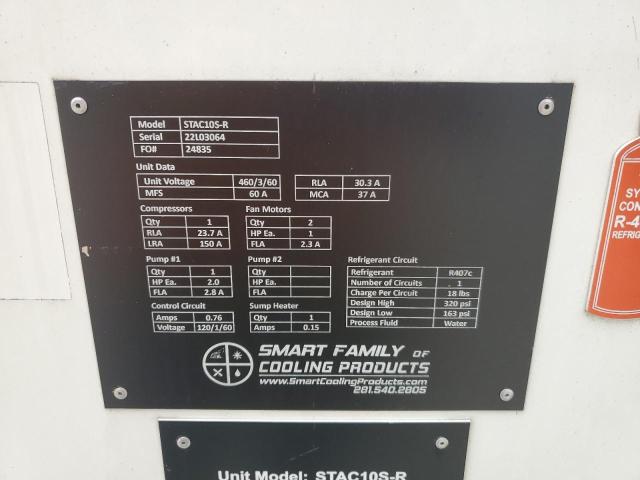 Model STAC10S-R
Serial 22L03064
FO# 24835
Unit Data
Unit Voltage 460/3/60 RLA 30.3 A
MFS 60 A MCA 37 A
Compressors Fan Motors
Qty 1 Qty 2
RLA 23.7 A HP Ea. 1
LRA 150 A FLA 2.3 A
Pump #1 Pump #2 Refrigerant Circuit
Qty 1 Qty Refrigerant R407c
HP Ea. 2.0 HP Ea. Number of Circuits 1
FLA 2.8 A FLA Charge Per Circuit 18 lbs
Control Circuit Sump Heater Design High 320 psi
Amps 0.76 Qty 1 Design Low 163 psi
Voltage 120/1/60 Amps 0.15 Process Fluid Water
SMART FAMILY OF
COOLING PRODUCTS
www.SmartCoolingProducts.com
281.540.2805
Unit Model: STAC10S-R
SY
CON
R-4
REFRIG